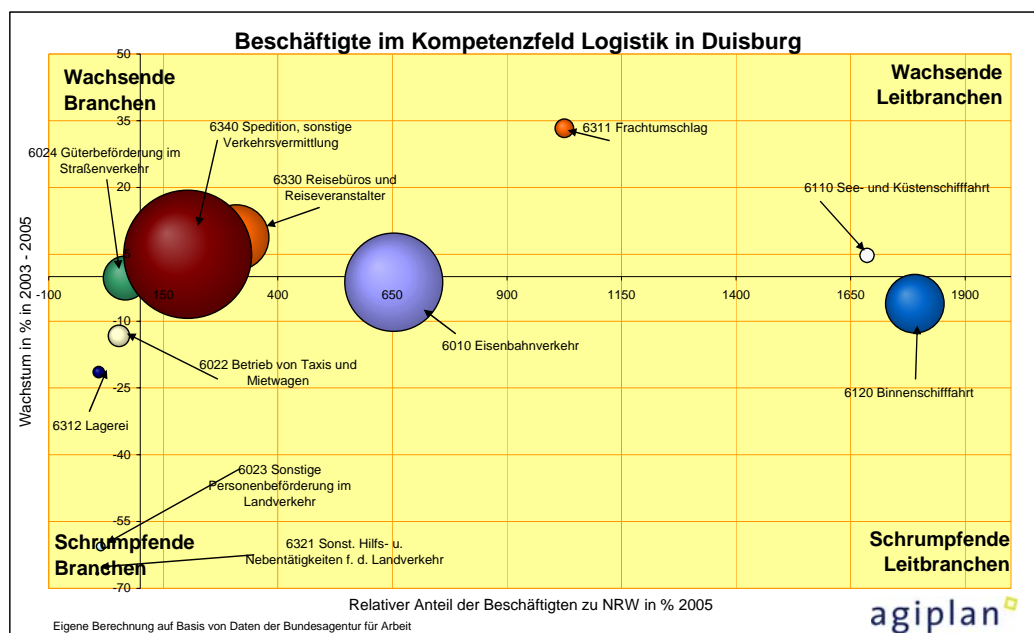 Beschäftigte im Kompetenzfeld Logistik in Duisburg
50
35
20
5
-10
-25
-40
-55
-70
Wachstum in % in 2003 - 2005
Wachsende
Branchen
Wachsende
Leitbranchen
6340 Spedition, sonstige
Verkehrsvermittlung
6311 Frachtumschlag
6024 Güterbeförderung im
Straßenverkehr
6330 Reisebüros und
Reiseveranstalter
6110 See- und Küstenschifffahrt
-100
150
400
650
900
1150
1400
1650
1900
6010 Eisenbahnverkehr
6022 Betrieb von Taxis und
Mietwagen
6120 Binnenschifffahrt
6312 Lagerei
6023 Sonstige
Personenbeförderung im
Landverkehr
6321 Sonst. Hilfs- u.
Nebentätigkeiten f. d. Landverkehr
Schrumpfende
Branchen
Schrumpfende
Leitbranchen
Relativer Anteil der Beschäftigten zu NRW in % 2005
Eigene Berechnung auf Basis von Daten der Bundesagentur für Arbeit
agiplan